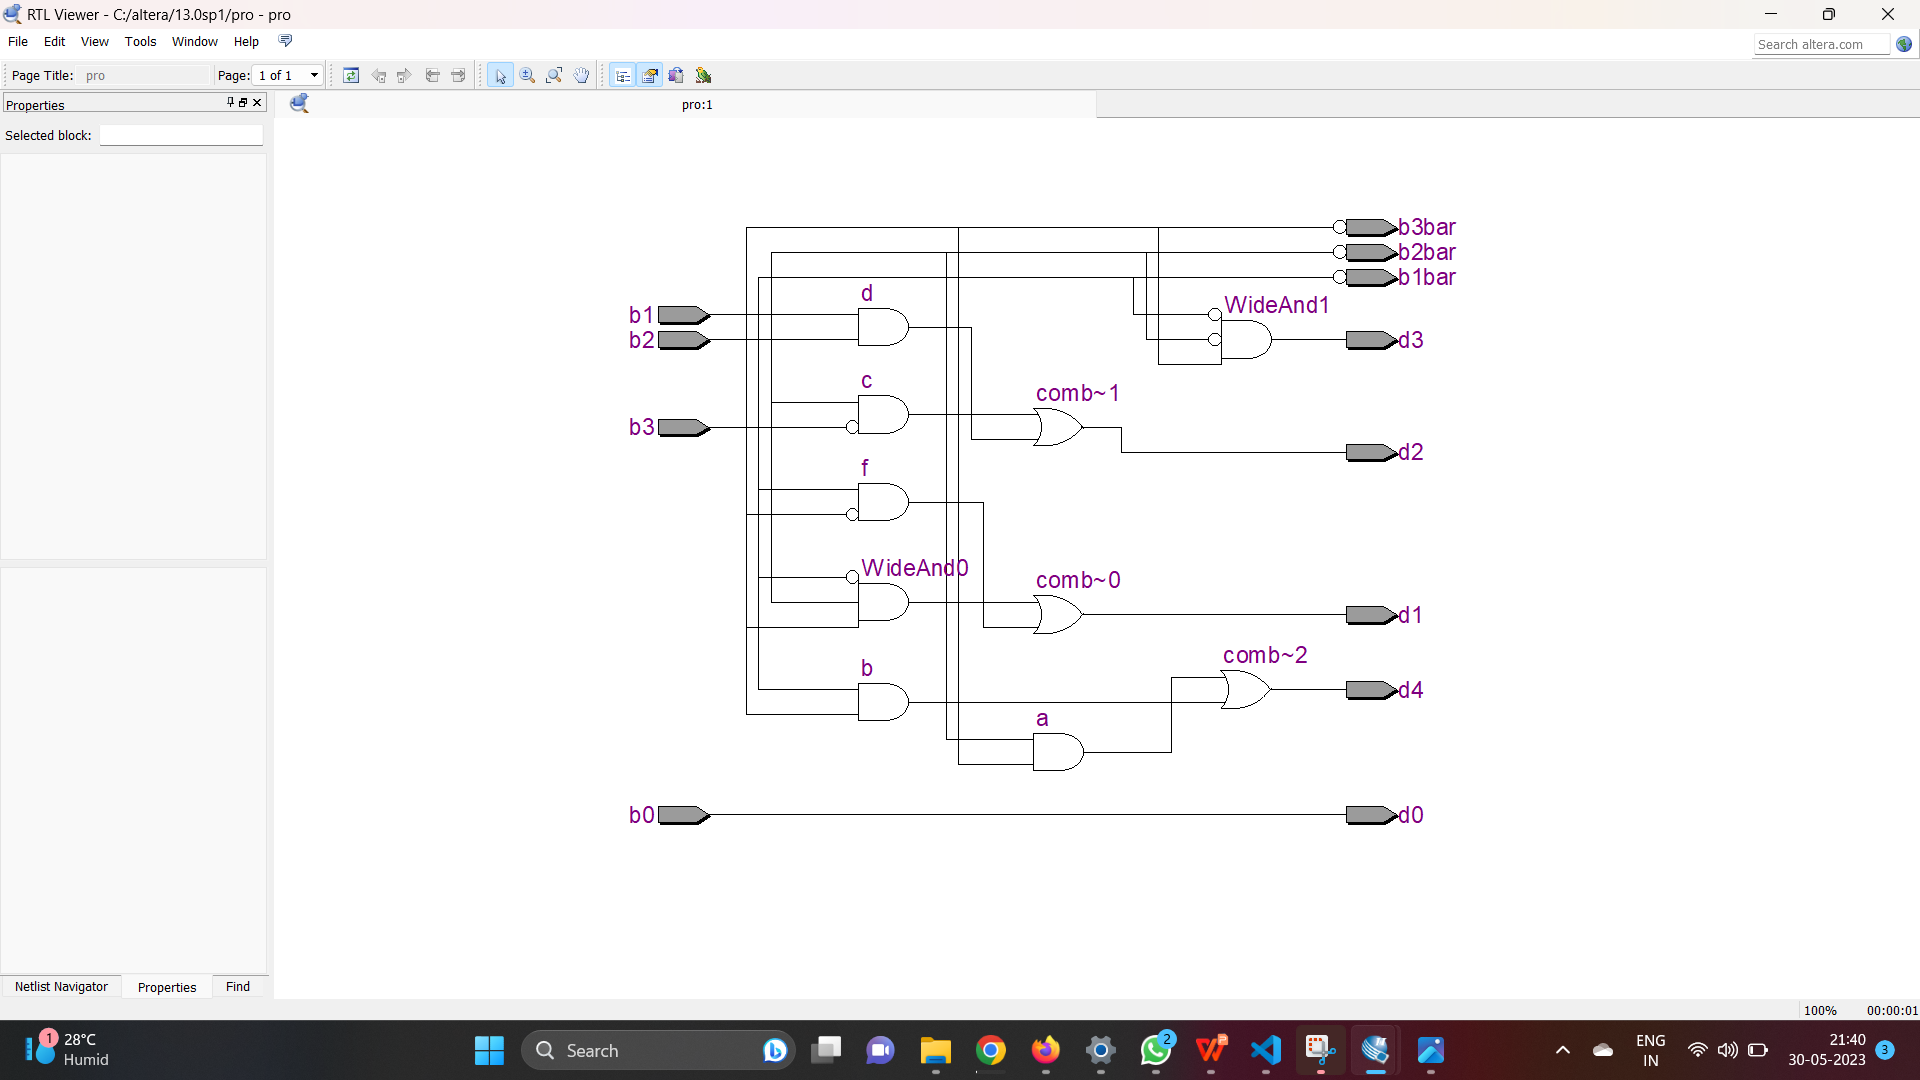 RTL Viewer - C:/altera/13.0sp1/pro - pro
File Edit View Tools Window Help
Search altera.com
Page Title: pro Page: 1 of 1
Properties
pro:1
Selected block:
b3bar
b2bar
b1bar
d
WideAnd1
b1
b2
d3
c
comb~1
b3
d2
f
WideAnd0
comb~0
d1
comb~2
b
d4
a
b0
d0
Netlist Navigator Properties Find
100% 00:00:01
1
28°C
Humid
Search
2
ENG
IN
21:40
30-05-2023
3